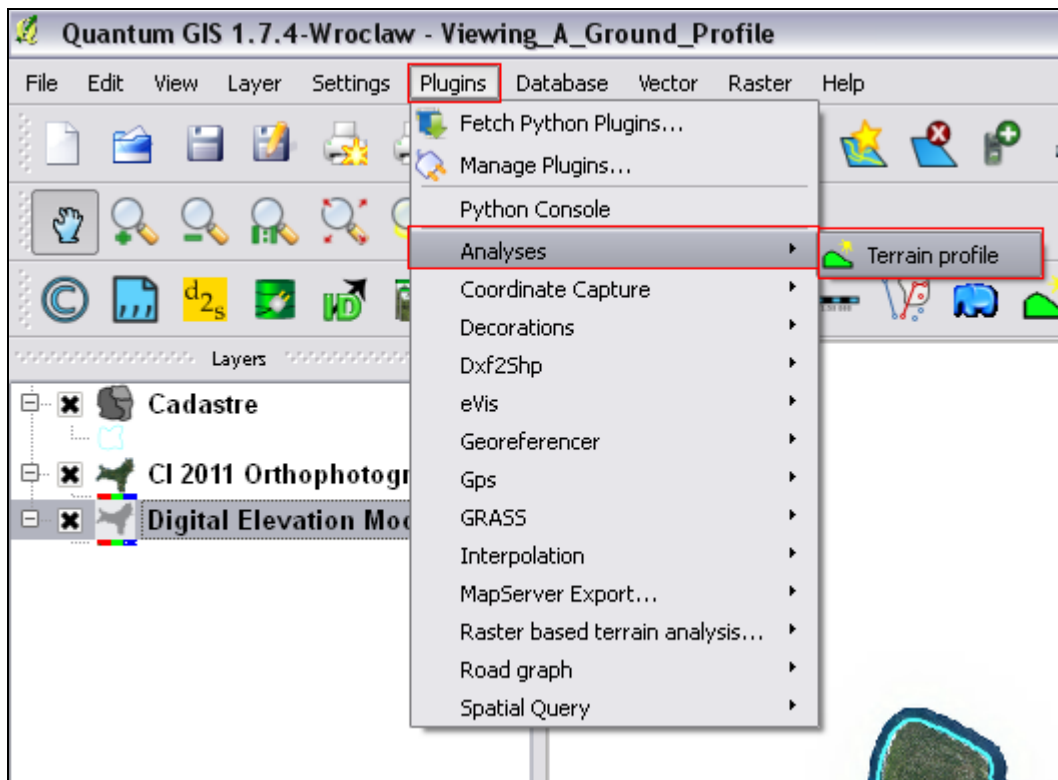 Quantum GIS 1.7.4-Wroclaw - Viewing_A_Ground_Profile
File Edit View Layer Settings Plugins Database Vector Raster Help
Fetch Python Plugins...
Manage Plugins...
Python Console
Analyses
Terrain profile
Coordinate Capture
d2s
Decorations
Layers
Dxf2Shp
Cadastre
eVis
Georeferencer
CI 2011 Orthophotogr
Gps
Digital Elevation Mod
GRASS
Interpolation
MapServer Export...
Raster based terrain analysis...
Road graph
Spatial Query